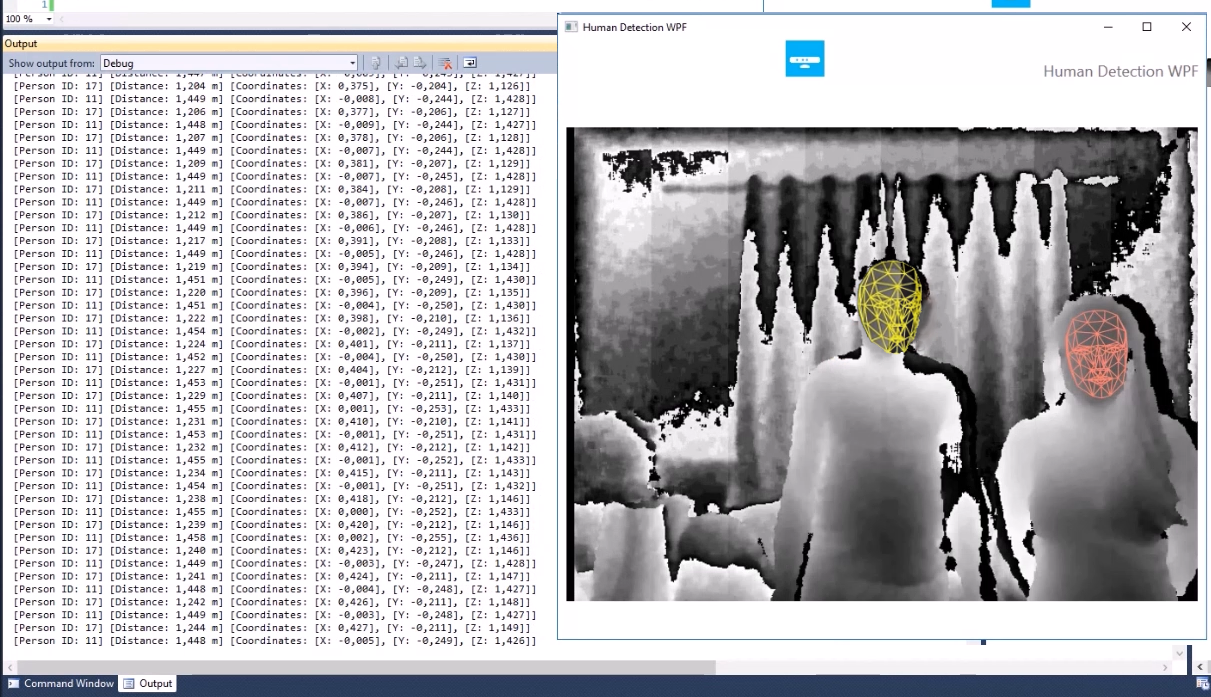 1
100 %
Human Detection WPF
Output
Show output from: Debug
Human Detection WPF
[Person ID: 11] [Distance: 1,447 m] [Coordinates: [X: -0,009], [Y: -0,245], [Z: 1,427]]
[Person ID: 17] [Distance: 1,204 m] [Coordinates: [X: 0,375], [Y: -0,204], [Z: 1,126]]
[Person ID: 11] [Distance: 1,449 m] [Coordinates: [X: -0,008], [Y: -0,244], [Z: 1,428]]
[Person ID: 17] [Distance: 1,206 m] [Coordinates: [X: 0,377], [Y: -0,206], [Z: 1,127]]
[Person ID: 11] [Distance: 1,448 m] [Coordinates: [X: -0,009], [Y: -0,244], [Z: 1,427]]
[Person ID: 17] [Distance: 1,207 m] [Coordinates: [X: 0,378], [Y: -0,206], [Z: 1,128]]
[Person ID: 11] [Distance: 1,449 m] [Coordinates: [X: -0,007], [Y: -0,244], [Z: 1,428]]
[Person ID: 17] [Distance: 1,209 m] [Coordinates: [X: 0,381], [Y: -0,207], [Z: 1,129]]
[Person ID: 11] [Distance: 1,449 m] [Coordinates: [X: -0,007], [Y: -0,245], [Z: 1,428]]
[Person ID: 17] [Distance: 1,211 m] [Coordinates: [X: 0,384], [Y: -0,208], [Z: 1,129]]
[Person ID: 11] [Distance: 1,449 m] [Coordinates: [X: -0,007], [Y: -0,246], [Z: 1,428]]
[Person ID: 17] [Distance: 1,212 m] [Coordinates: [X: 0,386], [Y: -0,207], [Z: 1,130]]
[Person ID: 11] [Distance: 1,449 m] [Coordinates: [X: -0,006], [Y: -0,246], [Z: 1,428]]
[Person ID: 17] [Distance: 1,217 m] [Coordinates: [X: 0,391], [Y: -0,208], [Z: 1,133]]
[Person ID: 11] [Distance: 1,449 m] [Coordinates: [X: -0,005], [Y: -0,246], [Z: 1,428]]
[Person ID: 17] [Distance: 1,219 m] [Coordinates: [X: 0,394], [Y: -0,209], [Z: 1,134]]
[Person ID: 11] [Distance: 1,451 m] [Coordinates: [X: -0,005], [Y: -0,249], [Z: 1,430]]
[Person ID: 17] [Distance: 1,220 m] [Coordinates: [X: 0,396], [Y: -0,209], [Z: 1,135]]
[Person ID: 11] [Distance: 1,451 m] [Coordinates: [X: -0,004], [Y: -0,250], [Z: 1,430]]
[Person ID: 17] [Distance: 1,222 m] [Coordinates: [X: 0,398], [Y: -0,210], [Z: 1,136]]
[Person ID: 11] [Distance: 1,454 m] [Coordinates: [X: -0,002], [Y: -0,249], [Z: 1,432]]
[Person ID: 17] [Distance: 1,224 m] [Coordinates: [X: 0,401], [Y: -0,211], [Z: 1,137]]
[Person ID: 11] [Distance: 1,452 m] [Coordinates: [X: -0,004], [Y: -0,250], [Z: 1,430]]
[Person ID: 17] [Distance: 1,227 m] [Coordinates: [X: 0,404], [Y: -0,212], [Z: 1,139]]
[Person ID: 11] [Distance: 1,453 m] [Coordinates: [X: -0,001], [Y: -0,251], [Z: 1,431]]
[Person ID: 17] [Distance: 1,229 m] [Coordinates: [X: 0,407], [Y: -0,211], [Z: 1,140]]
[Person ID: 11] [Distance: 1,455 m] [Coordinates: [X: 0,001], [Y: -0,253], [Z: 1,433]]
[Person ID: 17] [Distance: 1,231 m] [Coordinates: [X: 0,410], [Y: -0,210], [Z: 1,141]]
[Person ID: 11] [Distance: 1,453 m] [Coordinates: [X: -0,001], [Y: -0,251], [Z: 1,431]]
[Person ID: 17] [Distance: 1,232 m] [Coordinates: [X: 0,412], [Y: -0,212], [Z: 1,142]]
[Person ID: 11] [Distance: 1,455 m] [Coordinates: [X: -0,001], [Y: -0,252], [Z: 1,433]]
[Person ID: 17] [Distance: 1,234 m] [Coordinates: [X: 0,415], [Y: -0,211], [Z: 1,143]]
[Person ID: 11] [Distance: 1,454 m] [Coordinates: [X: -0,001], [Y: -0,251], [Z: 1,432]]
[Person ID: 17] [Distance: 1,238 m] [Coordinates: [X: 0,418], [Y: -0,212], [Z: 1,146]]
[Person ID: 11] [Distance: 1,455 m] [Coordinates: [X: 0,000], [Y: -0,252], [Z: 1,433]]
[Person ID: 17] [Distance: 1,239 m] [Coordinates: [X: 0,420], [Y: -0,212], [Z: 1,146]]
[Person ID: 11] [Distance: 1,458 m] [Coordinates: [X: 0,002], [Y: -0,255], [Z: 1,436]]
[Person ID: 17] [Distance: 1,240 m] [Coordinates: [X: 0,423], [Y: -0,212], [Z: 1,146]]
[Person ID: 11] [Distance: 1,449 m] [Coordinates: [X: -0,003], [Y: -0,247], [Z: 1,428]]
[Person ID: 17] [Distance: 1,241 m] [Coordinates: [X: 0,424], [Y: -0,211], [Z: 1,147]]
[Person ID: 11] [Distance: 1,448 m] [Coordinates: [X: -0,004], [Y: -0,248], [Z: 1,427]]
[Person ID: 17] [Distance: 1,242 m] [Coordinates: [X: 0,426], [Y: -0,211], [Z: 1,148]]
[Person ID: 11] [Distance: 1,449 m] [Coordinates: [X: -0,003], [Y: -0,248], [Z: 1,427]]
[Person ID: 17] [Distance: 1,244 m] [Coordinates: [X: 0,427], [Y: -0,211], [Z: 1,149]]
[Person ID: 11] [Distance: 1,448 m] [Coordinates: [X: -0,005], [Y: -0,249], [Z: 1,426]]
Command Window
Output